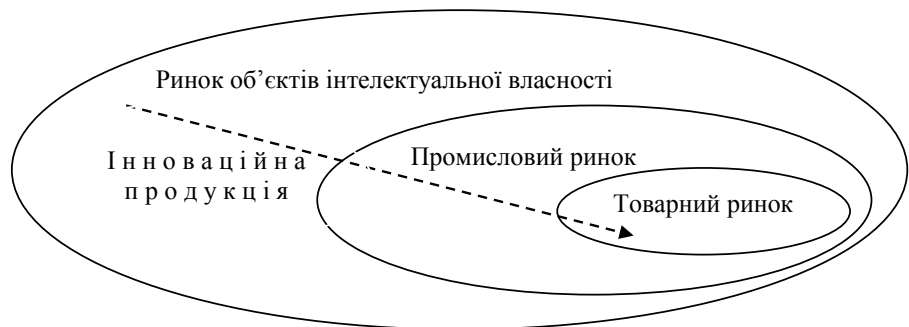 Ринок об’єктів інтелектуальної власності
Промисловий ринок
І н н о в а ц і й н а
п р о д у к ц і я
Товарний ринок